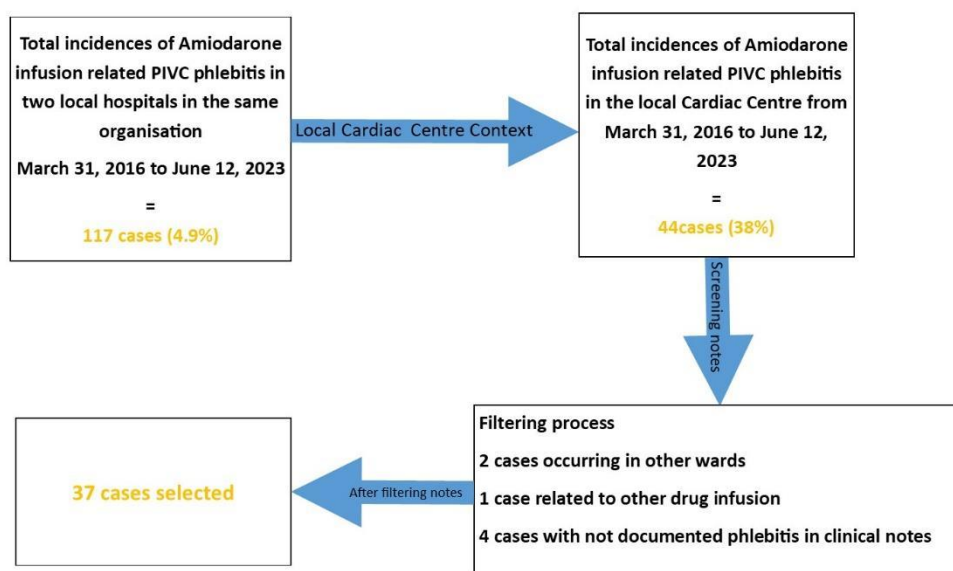 Total incidences of Amiodarone
infusion related PIVC phlebitis in
two local hospitals in the same
organisation
March 31, 2016 to June 12, 2023
=
117 cases (4.9%)
Local Cardiac Centre Context
Total incidences of Amiodarone
infusion related PIVC phlebitis
in the local Cardiac Centre from
March 31, 2016 to June 12,
2023
=
44cases (38%)
Screening notes
Filtering process
2 cases occurring in other wards
1 case related to other drug infusion
4 cases with not documented phlebitis in clinical notes
After filtering notes
37 cases selected